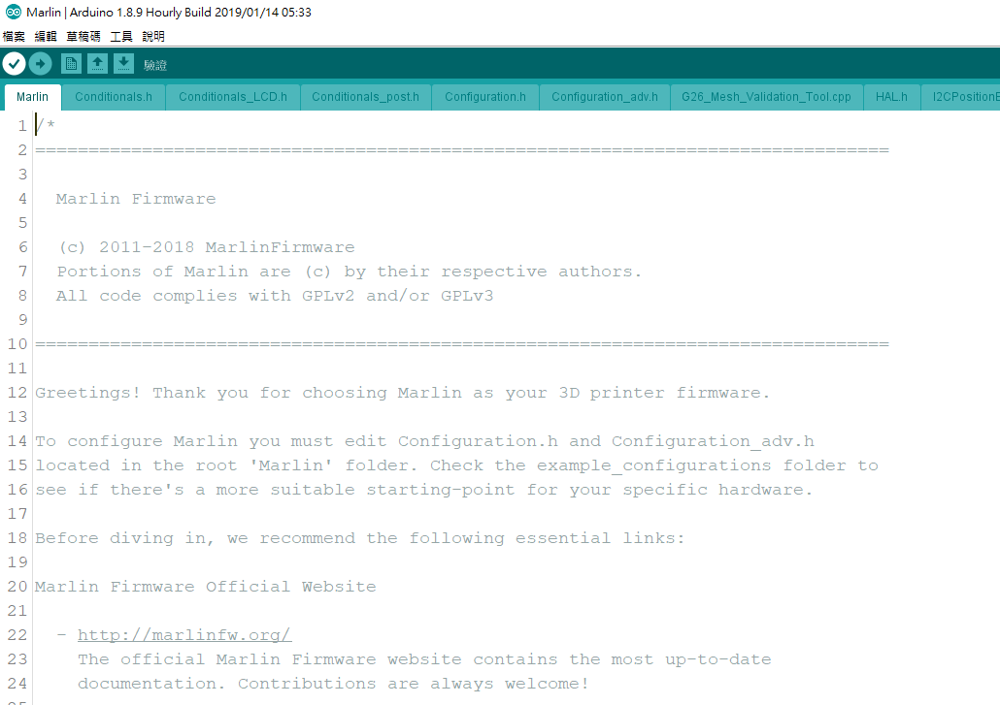 Marlin | Arduino 1.8.9 Hourly Build 2019/01/14 05:33
檔案 編輯 草稿碼 工具 說明
驗證
Marlin Conditionals.h Conditionals_LCD.h Conditionals_post.h Configuration.h Configuration_adv.h G26_Mesh_Validation_Tool.cpp HAL.h I2CPositionE
1 /*
2 ================================================================================
3
4 Marlin Firmware
5
6 (c) 2011-2018 MarlinFirmware
7 Portions of Marlin are (c) by their respective authors.
8 All code complies with GPLv2 and/or GPLv3
9
10 ================================================================================
11
12 Greetings! Thank you for choosing Marlin as your 3D printer firmware.
13
14 To configure Marlin you must edit Configuration.h and Configuration_adv.h
15 located in the root 'Marlin' folder. Check the example_configurations folder to
16 see if there's a more suitable starting-point for your specific hardware.
17
18 Before diving in, we recommend the following essential links:
19
20 Marlin Firmware Official Website
21
22 - http://marlinfw.org/
23 The official Marlin Firmware website contains the most up-to-date
24 documentation. Contributions are always welcome!